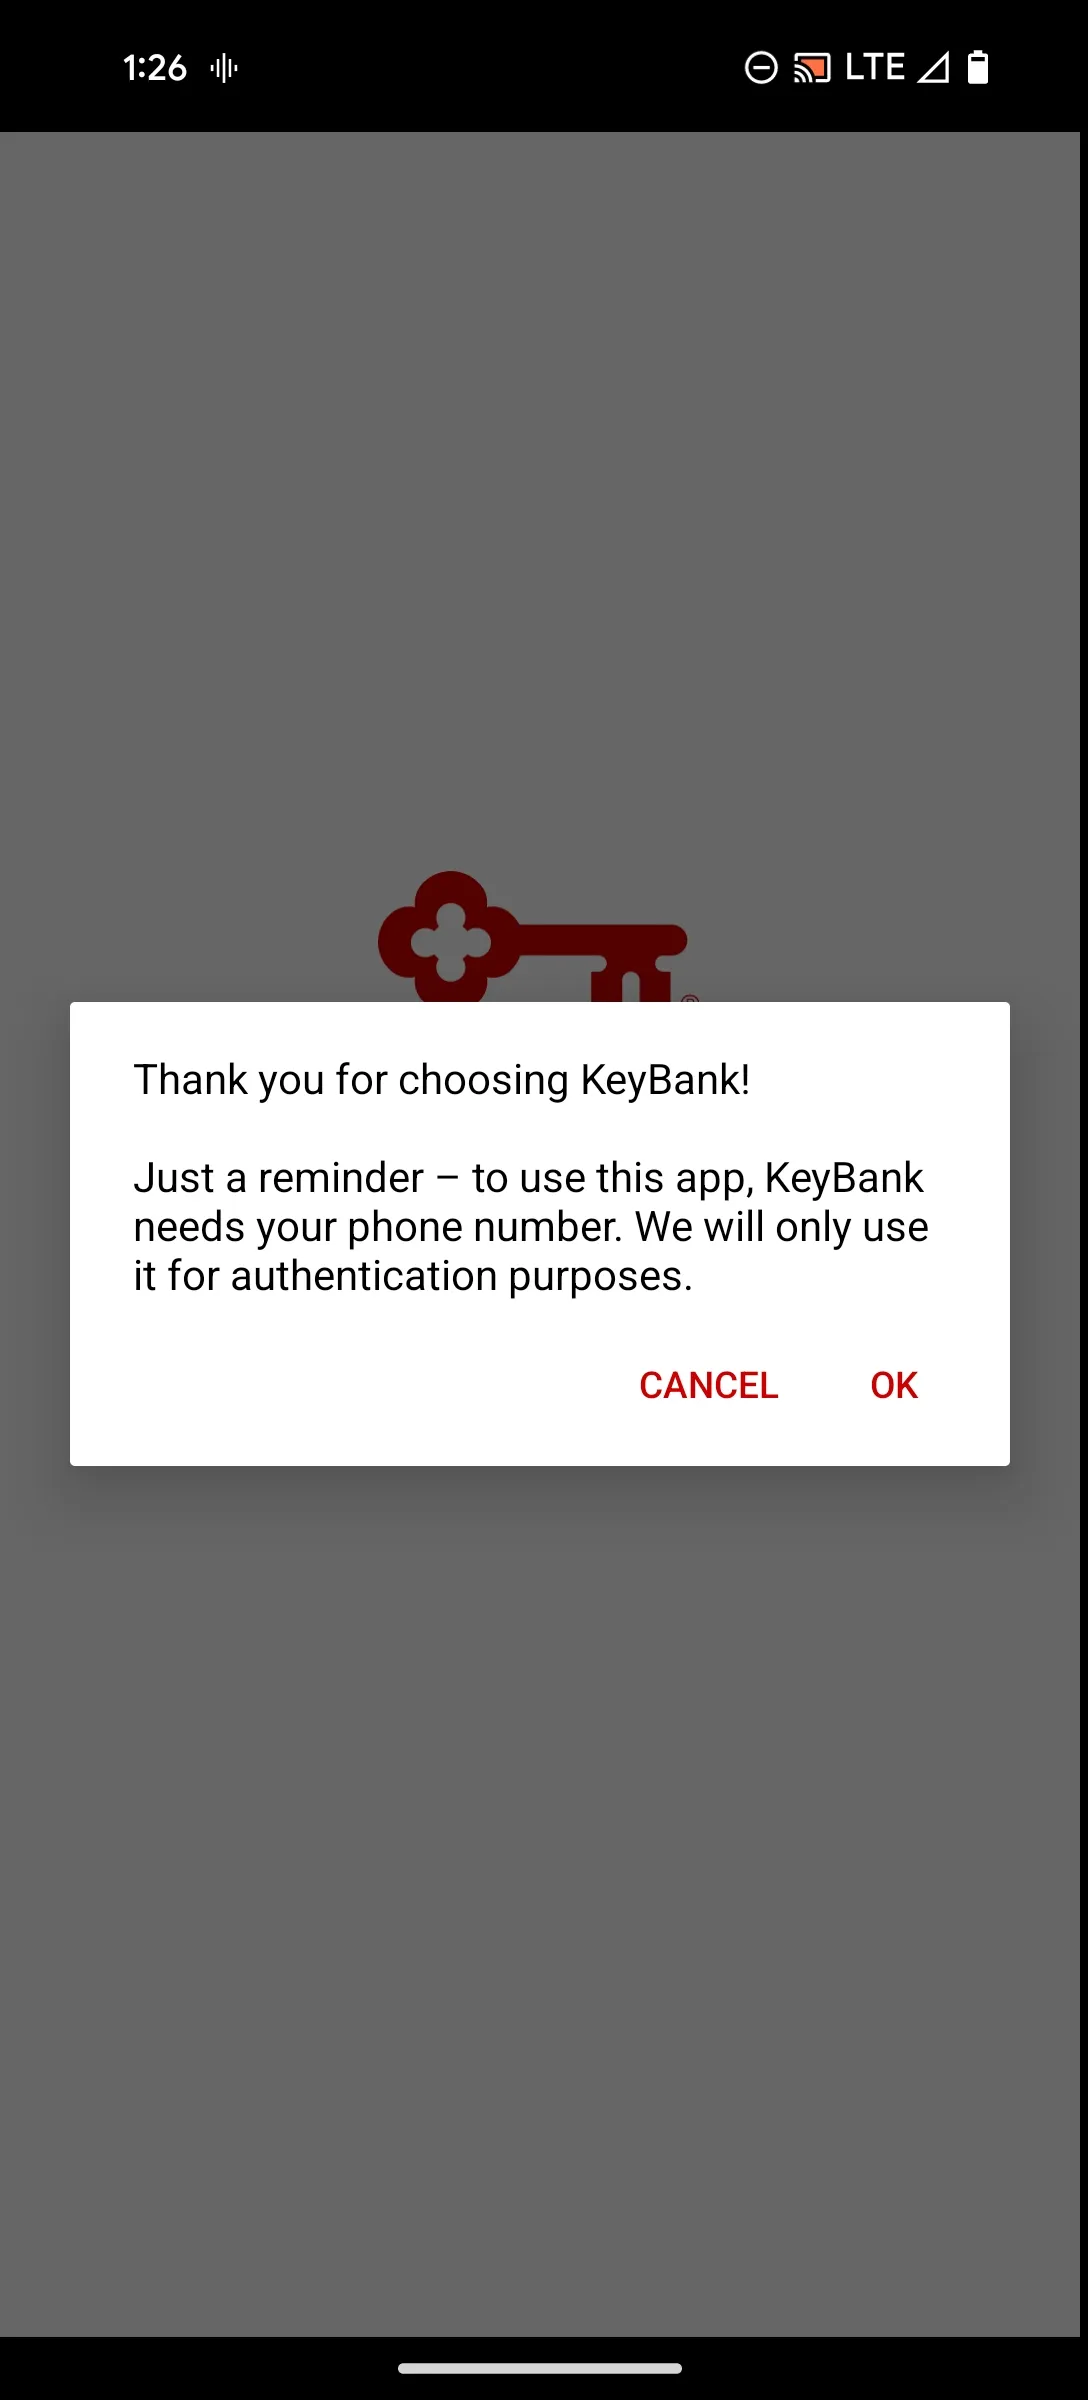 1:26 LTE
®
Thank you for choosing KeyBank!
Just a reminder – to use this app, KeyBank
needs your phone number. We will only use
it for authentication purposes.
CANCEL OK